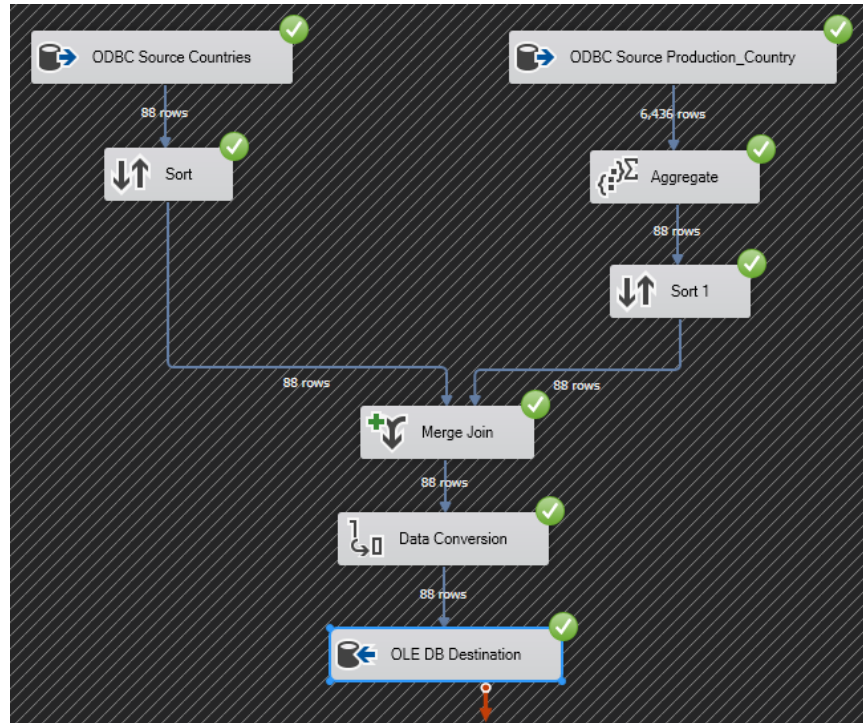 ODBC Source Countries
ODBC Source Production_Country
88 rows
6,436 rows
Sort
Aggregate
88 rows
Sort 1
88 rows
88 rows
Merge Join
88 rows
Data Conversion
88 rows
OLE DB Destination